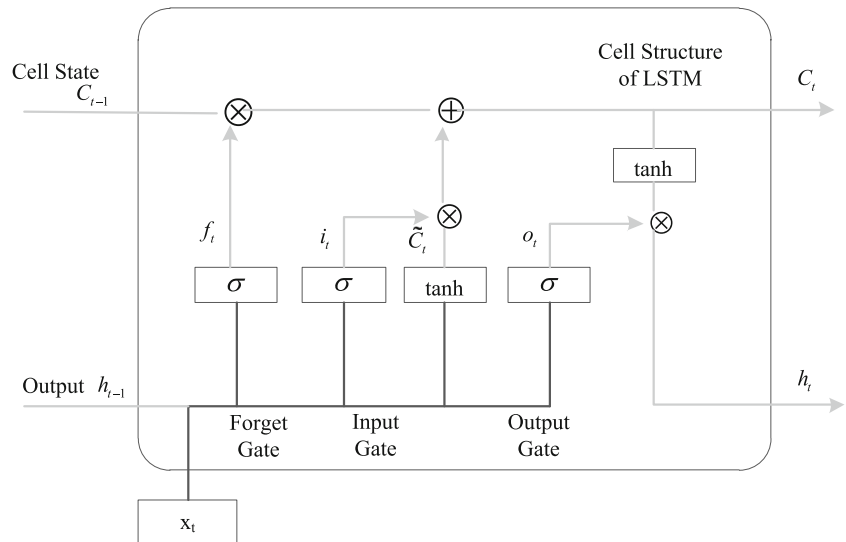 Cell Structure
of LSTM
Cell State
C_{t-1}
C_t
⊗
⊕
tanh
f_t
i_t
⊗
C̃_t
o_t
⊗
σ
σ
tanh
σ
Output h_{t-1}
h_t
Forget
Gate
Input
Gate
Output
Gate
x_t